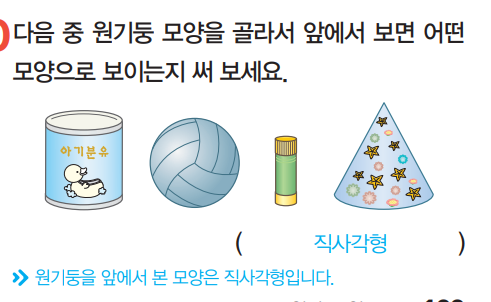 다음 중 원기둥 모양을 골라서 앞에서 보면 어떤
모양으로 보이는지 써 보세요.
아기분유
( 직사각형 )
원기둥을 앞에서 본 모양은 직사각형입니다.